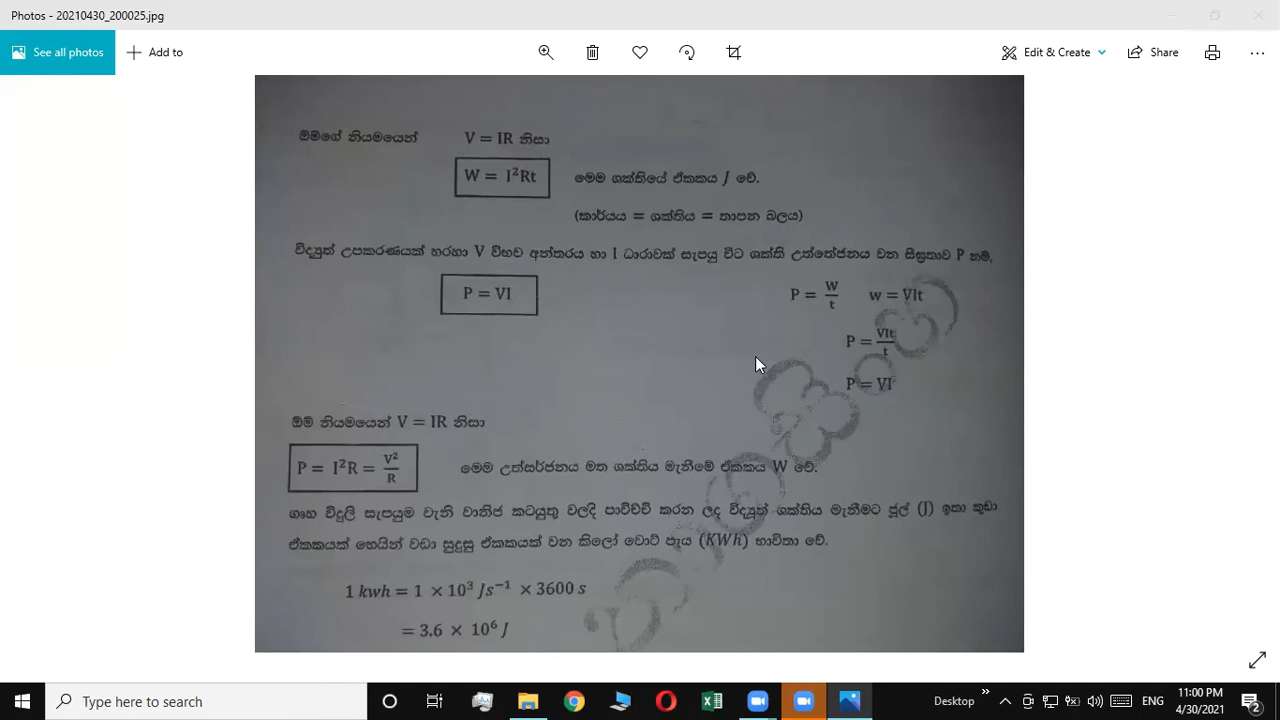 Photos - 20210430_200025.jpg
See all photos
Add to
Edit & Create
Share
ඔමගේ නියමයෙන් V = IR නිසා
W = I²Rt මෙම ශක්තියේ ඒකකය J වේ.
(කාර්යය = ශක්තිය = තාපන බලය)
විද්‍යුත් උපකරණයක් හරහා V විභව අන්තරය හා I ධාරාවක් සැපයු විට ශක්ති උත්තේජනය වන සීඝ්‍රතාව P නම්,
P = VI
P = W/t w = VIt
P = VIt/t
P = VI
ඕම් නියමයෙන් V = IR නිසා
P = I²R = V²/R මෙම උත්සර්ජනය මත ශක්තිය මැනීමේ ඒකකය W වේ.
ගෘහ විදුලි සැපයුම වැනි වානිජ කටයුතු වලදි පාවිච්චි කරන ලද විද්‍යුත් ශක්තිය මැනීමට ජූල් (J) ඉතා කුඩා
ඒකකයක් හෙයින් වඩා සුදුසු ඒකකයක් වන කිලෝ වොට් පැය (KWh) භාවිතා වේ.
1 kwh = 1 × 10³ Js⁻¹ × 3600 s
= 3.6 × 10⁶ J
Type here to search
Desktop
ENG
11:00 PM
4/30/2021
2